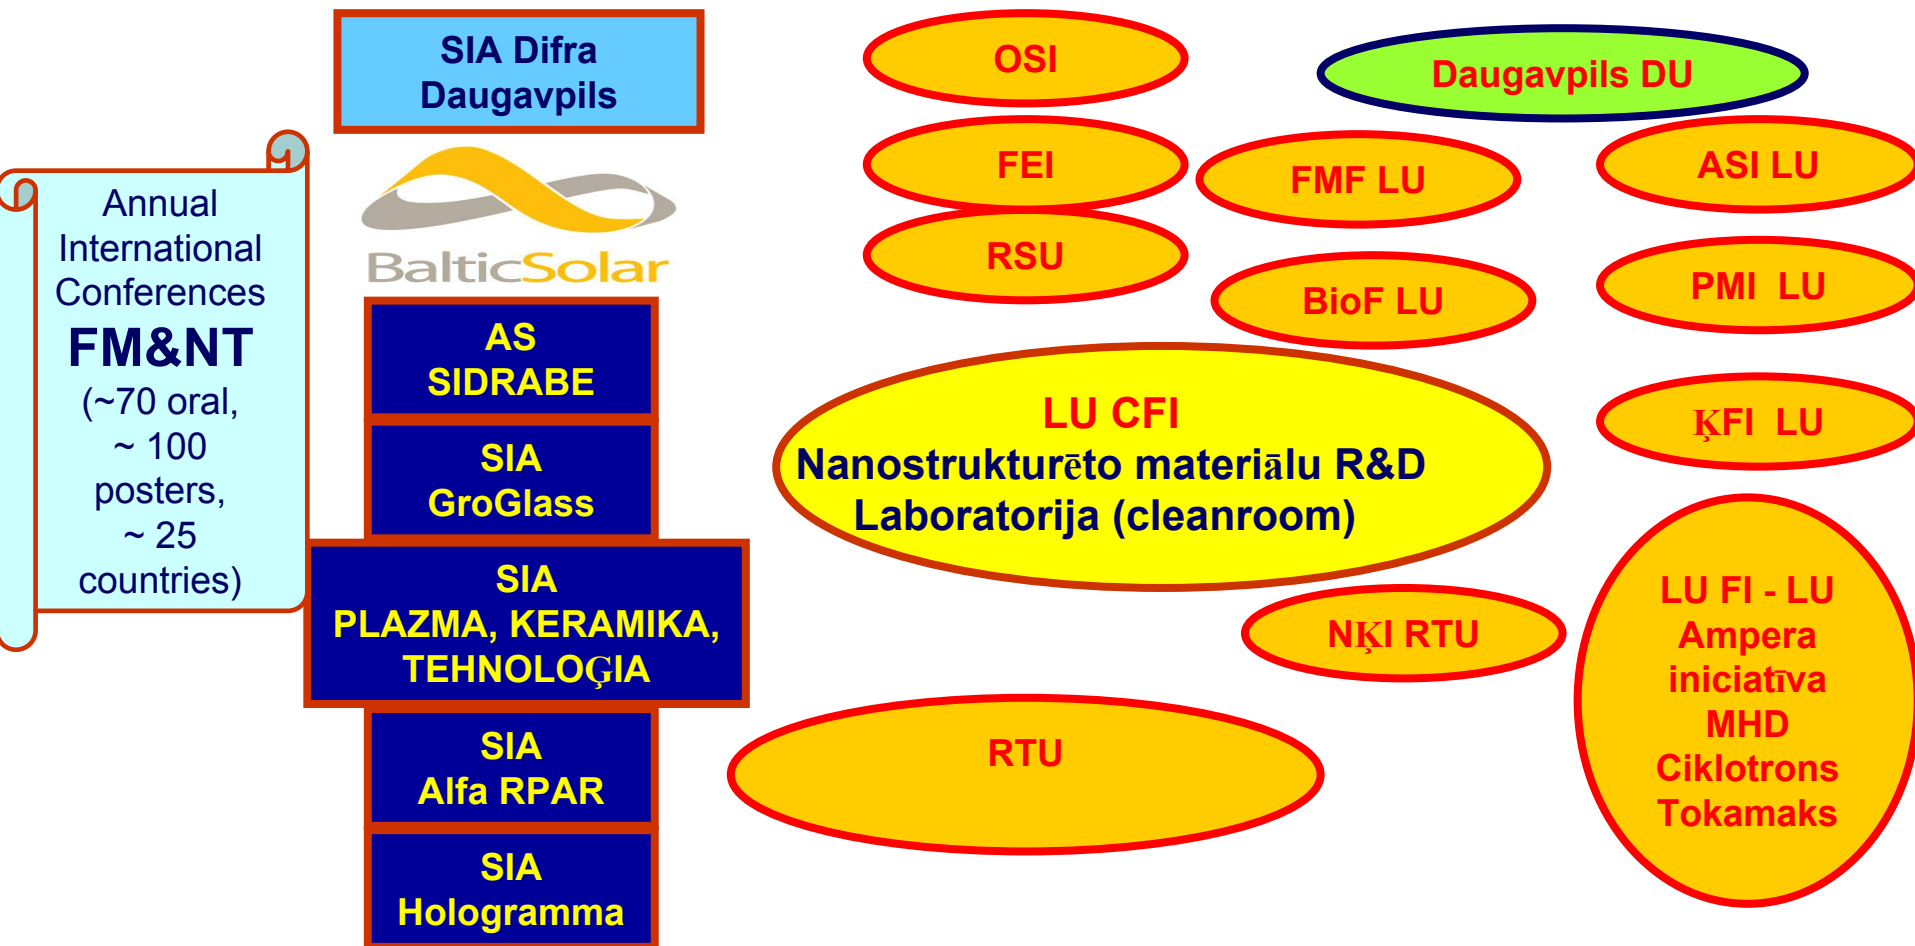 Annual
International
Conferences
FM&NT
(~70 oral,
~ 100
posters,
~ 25
countries)
SIA Difra
Daugavpils
BalticSolar
AS
SIDRABE
SIA
GroGlass
SIA
PLAZMA, KERAMIKA,
TEHNOLOĢIA
SIA
Alfa RPAR
SIA
Hologramma
OSI
Daugavpils DU
FEI
FMF LU
ASI LU
RSU
BioF LU
PMI LU
LU CFI
Nanostrukturēto materiālu R&D
Laboratorija (cleanroom)
ĶFI LU
NĶI RTU
RTU
LU FI - LU
Ampera
iniciatīva
MHD
Ciklotrons
Tokamaks